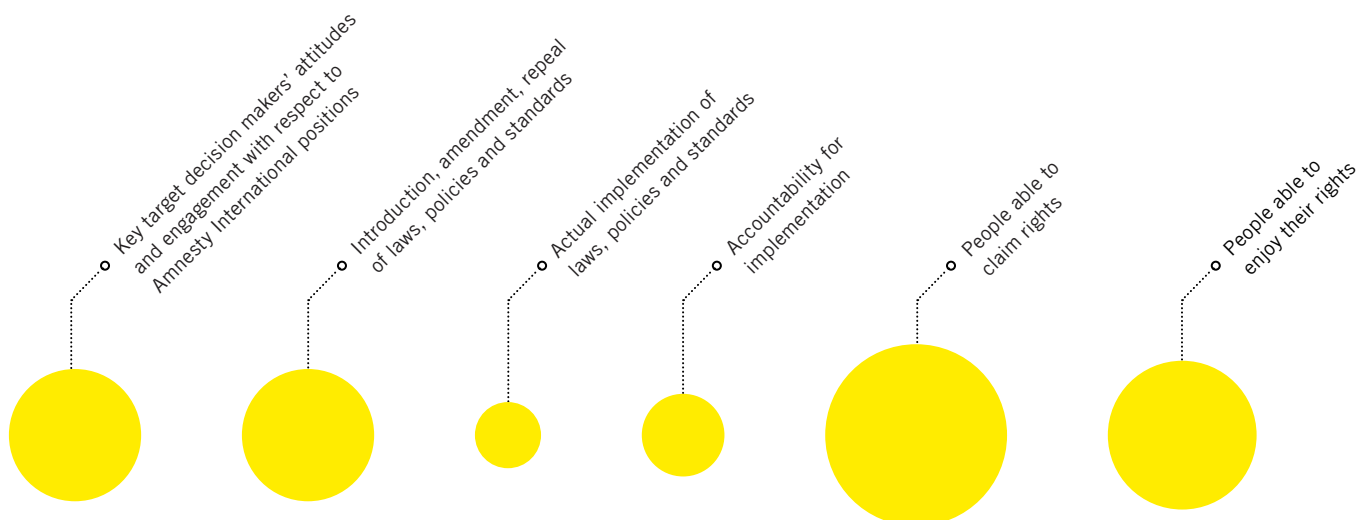 Key target decision makers’ attitudes
and engagement with respect to
Amnesty International positions
Introduction, amendment, repeal
of laws, policies and standards
Actual implementation of
laws, policies and standards
Accountability for
implementation
People able to
claim rights
People able to
enjoy their rights